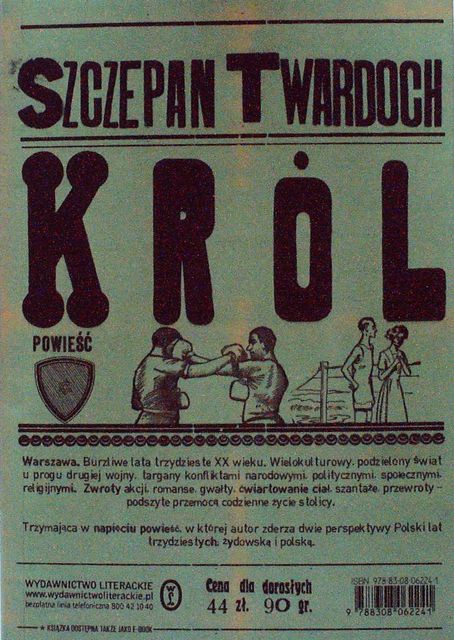 SZCZEPAN TWARDOCH
KRÓL
POWIEŚĆ
Warszawa. Burzliwe lata trzydzieste XX wieku. Wielokulturowy, podzielony świat
u progu drugiej wojny, targany konfliktami narodowymi, politycznymi, społecznymi,
religijnymi. Zwroty akcji, romanse, gwałty, ćwiartowanie ciał, szantaże, przewroty –
podszyte przemocą codzienne życie stolicy.
Trzymająca w napięciu powieść, w której autor zderza dwie perspektywy Polski lat
trzydziestych: żydowską i polską.
WYDAWNICTWO LITERACKIE
www.wydawnictwoliterackie.pl
bezpłatna linia telefoniczna 800 42 10 40
Cena dla dorosłych
44 zł. 90 gr.
ISBN 978-83-08-06224-1
9 788308 062241
KSIĄŻKA DOSTĘPNA TAKŻE JAKO E-BOOK